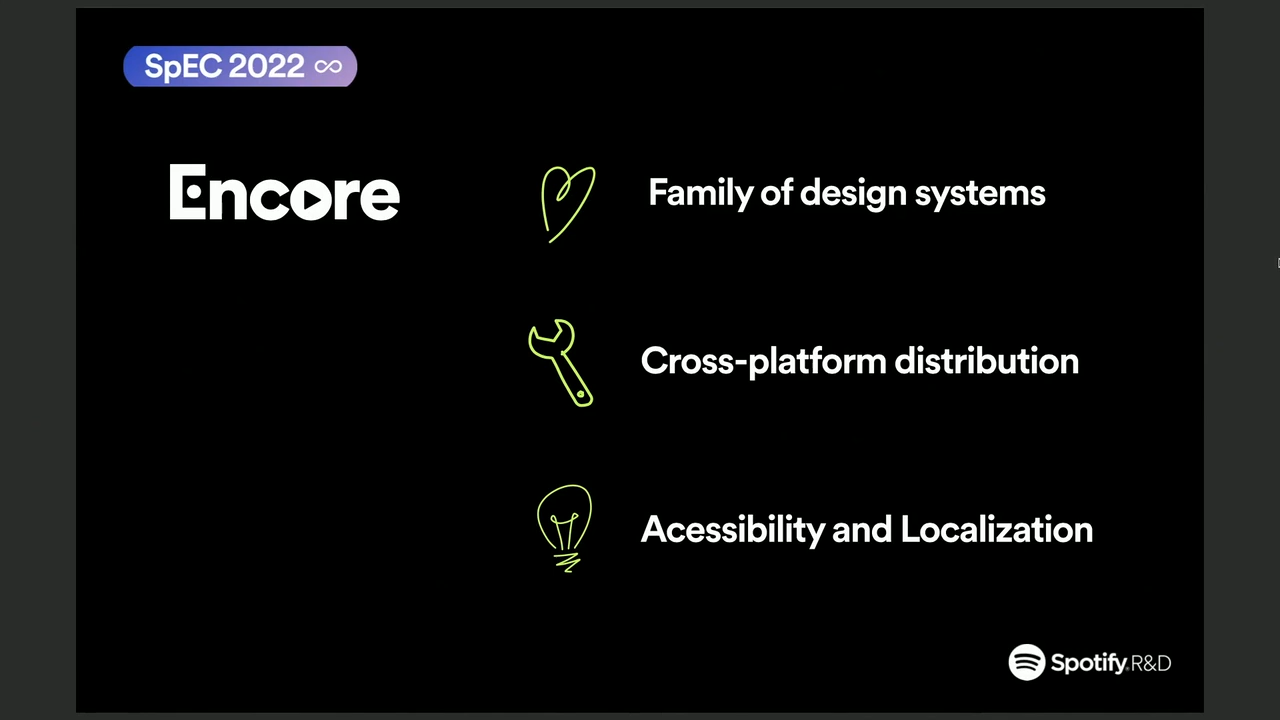 SpEC 2022 ∞
Encore
Family of design systems
Cross-platform distribution
Acessibility and Localization
Spotify R&D